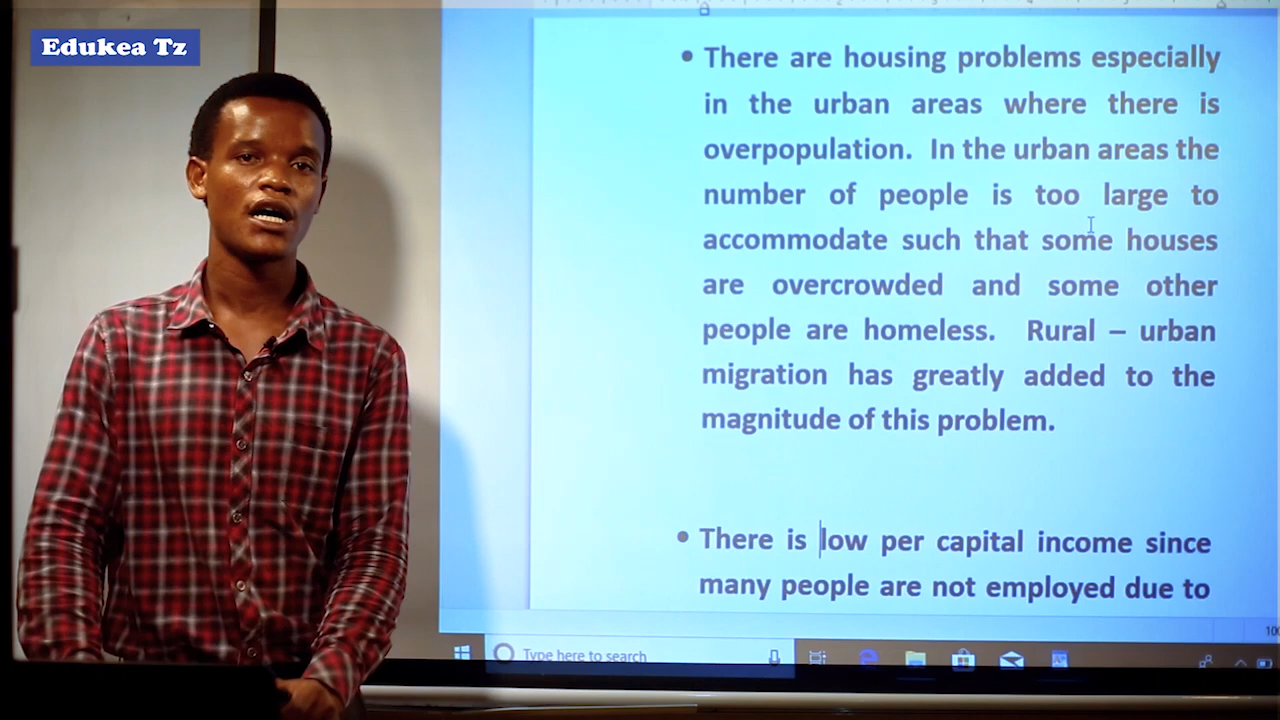 Edukea Tz
• There are housing problems especially
in the urban areas where there is
overpopulation. In the urban areas the
number of people is too large to
accommodate such that some houses
are overcrowded and some other
people are homeless. Rural – urban
migration has greatly added to the
magnitude of this problem.
• There is low per capital income since
many people are not employed due to
Type here to search